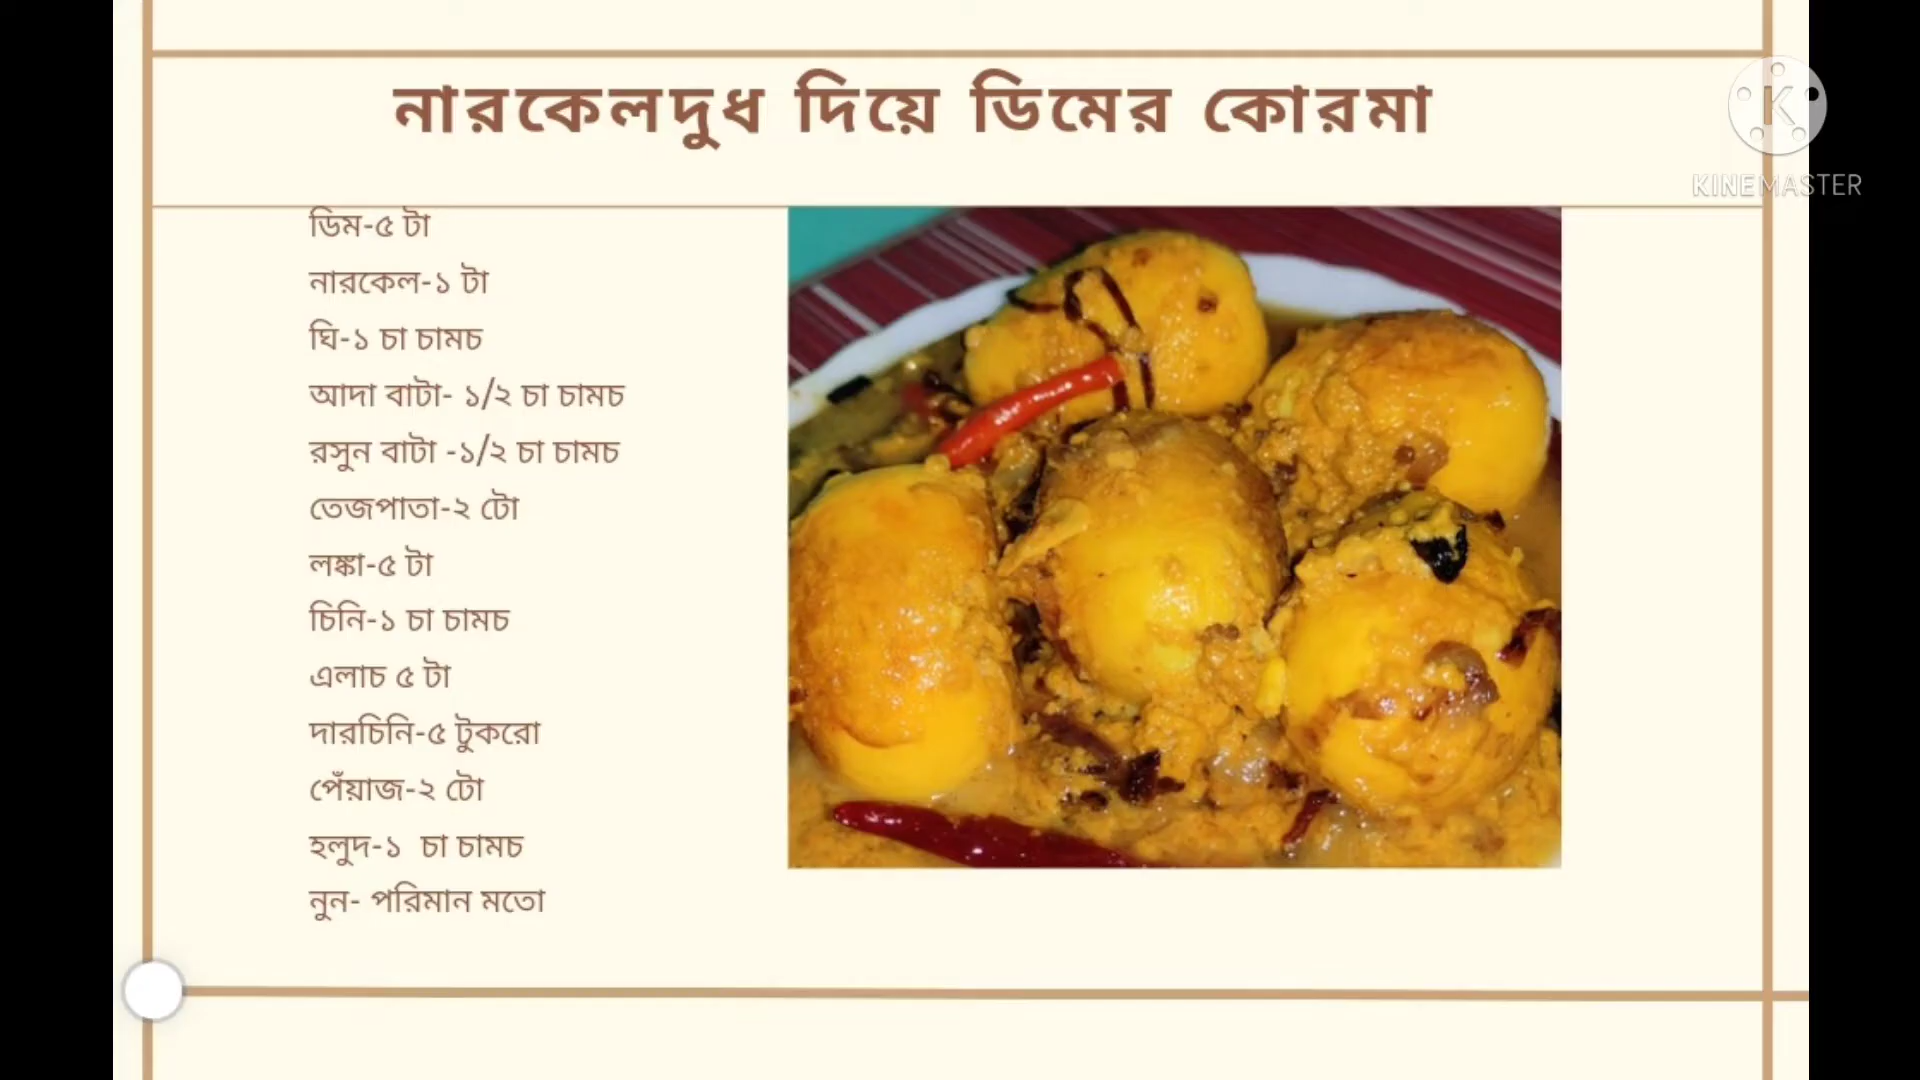 নারকেলদুধ দিয়ে ডিমের কোরমা
KINEMASTER
ডিম-৫ টা
নারকেল-১ টা
ঘি-১ চা চামচ
আদা বাটা- ১/২ চা চামচ
রসুন বাটা -১/২ চা চামচ
তেজপাতা-২ টো
লঙ্কা-৫ টা
চিনি-১ চা চামচ
এলাচ ৫ টা
দারচিনি-৫ টুকরো
পেঁয়াজ-২ টো
হলুদ-১ চা চামচ
নুন- পরিমান মতো